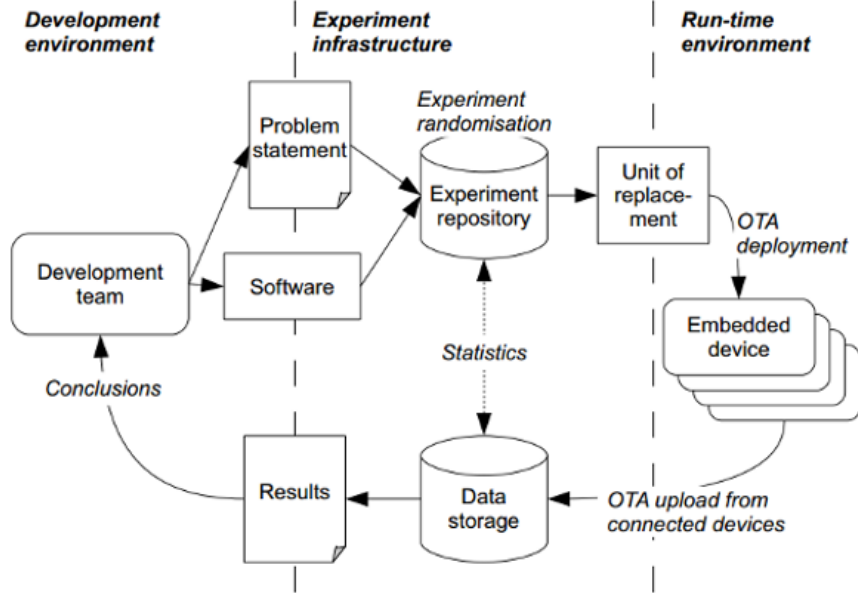 Development
environment
Experiment
infrastructure
Run-time
environment
Problem
statement
Experiment
randomisation
Experiment
repository
Unit of
replace-
ment
OTA
deployment
Development
team
Software
Embedded
device
Statistics
Conclusions
Results
Data
storage
OTA upload from
connected devices